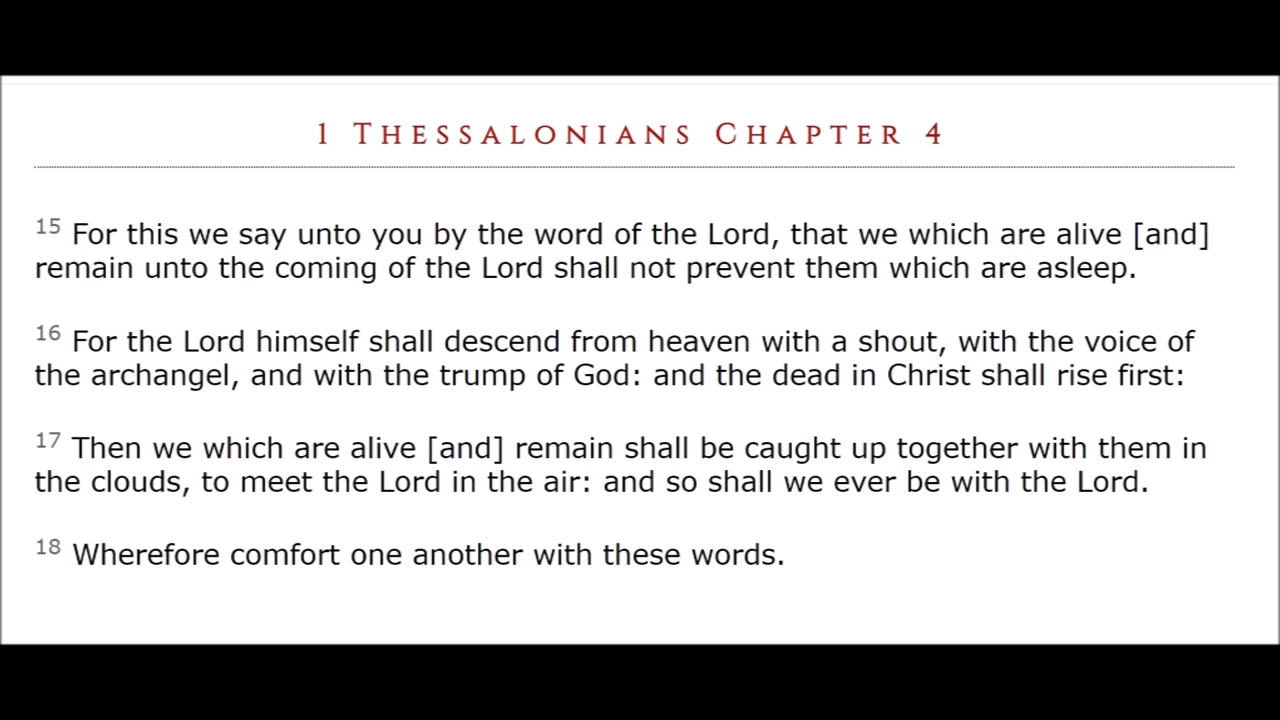 1 Thessalonians Chapter 4
15 For this we say unto you by the word of the Lord, that we which are alive [and]
remain unto the coming of the Lord shall not prevent them which are asleep.
16 For the Lord himself shall descend from heaven with a shout, with the voice of
the archangel, and with the trump of God: and the dead in Christ shall rise first:
17 Then we which are alive [and] remain shall be caught up together with them in
the clouds, to meet the Lord in the air: and so shall we ever be with the Lord.
18 Wherefore comfort one another with these words.